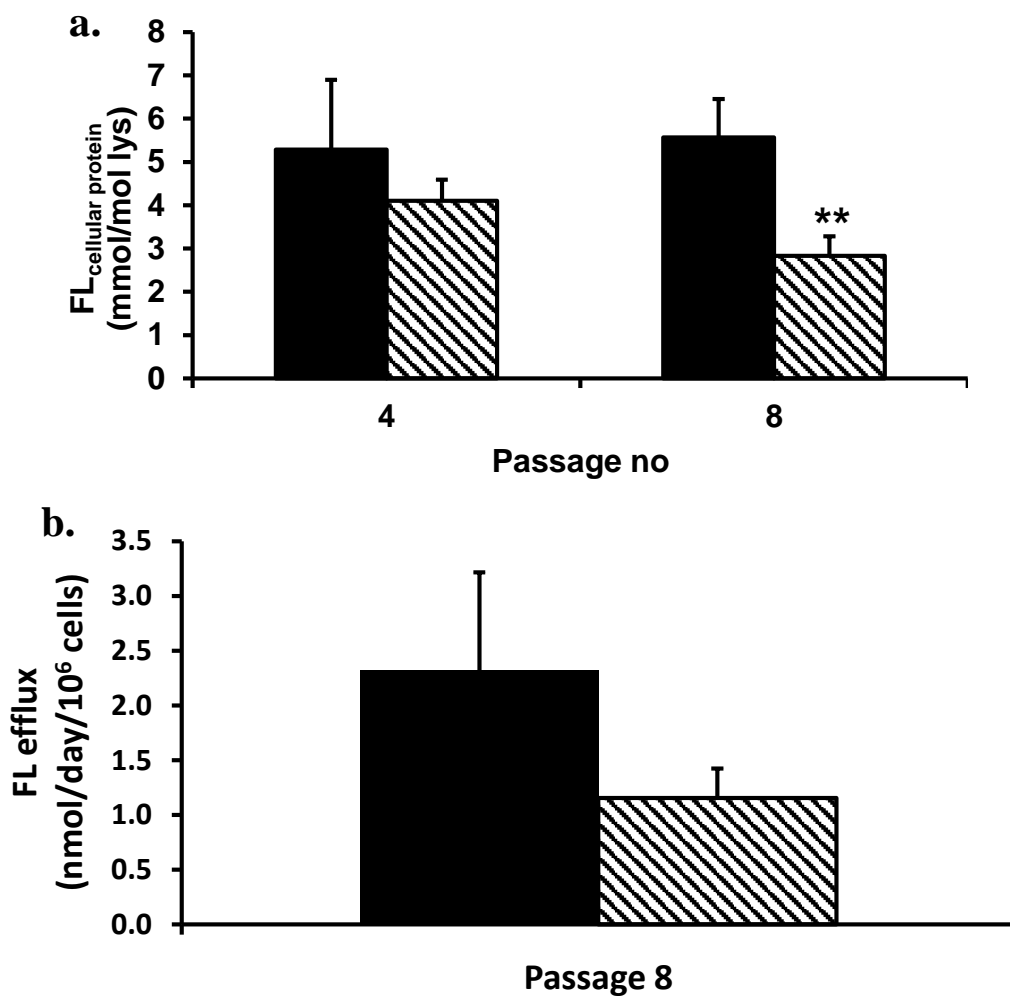 a.
8
7
6
5
4
3
2
1
0
FLcellular protein
(mmol/mol lys)
**
4 8
Passage no
b.
3.5
3.0
2.5
2.0
1.5
1.0
0.5
0.0
FL efflux
(nmol/day/10⁶ cells)
Passage 8